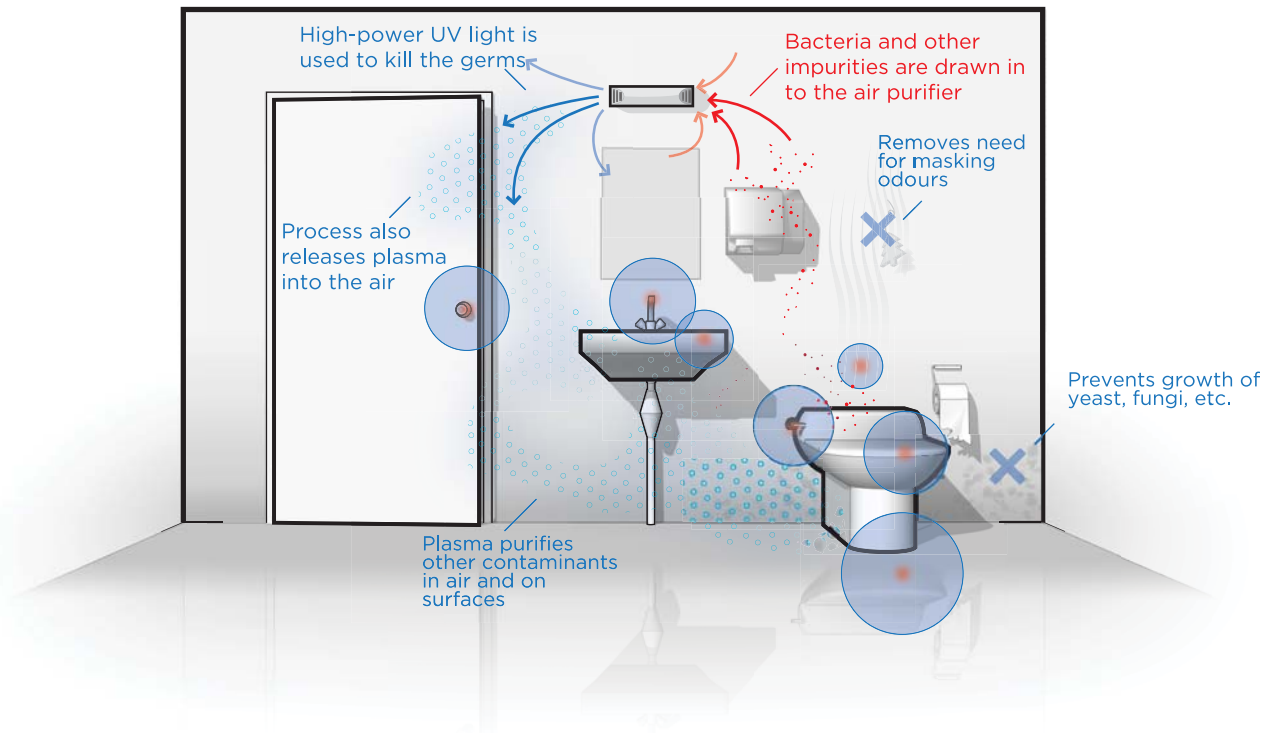 High-power UV light is
used to kill the germs
Bacteria and other
impurities are drawn in
to the air purifier
Removes need
for masking
odours
Process also
releases plasma
into the air
Prevents growth of
yeast, fungi, etc.
Plasma purifies
other contaminants
in air and on
surfaces